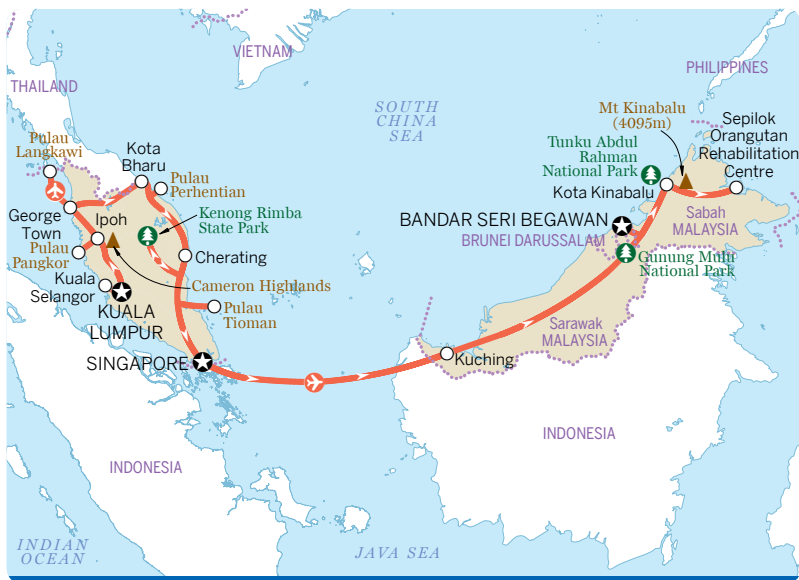 VIETNAM
THAILAND
PHILIPPINES
SOUTH
CHINA
SEA
Mt Kinabalu
(4095m)
Sepilok
Orangutan
Rehabilitation
Centre
Tunku Abdul
Rahman
National Park
Kota Kinabalu
Pulau
Langkawi
Kota
Bharu
Pulau
Perhentian
George
Town
Ipoh
Kenong Rimba
State Park
BANDAR SERI BEGAWAN
BRUNEI DARUSSALAM
Sabah
MALAYSIA
Pulau
Pangkor
Cherating
Gunung Mulu
National Park
Kuala
Selangor
Cameron Highlands
KUALA
LUMPUR
Pulau
Tioman
Sarawak
MALAYSIA
SINGAPORE
Kuching
INDONESIA
INDONESIA
INDIAN
OCEAN
JAVA SEA